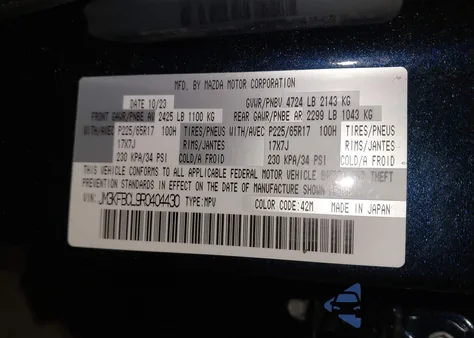 MFD. BY MAZDA MOTOR CORPORATION
DATE 10/23 GVWR/PNBV 4724 LB 2143 KG
FRONT GAWR/PNBE AV 2425 LB 1100 KG REAR GAWR/PNBE AR 2299 LB 1043 KG
WITH/AVEC P225/65R17 100H TIRES/PNEUS WITH/AVEC P225/65R17 100H TIRES/PNEUS
17X7J RIMS/JANTES 17X7J RIMS/JANTES
230 KPA/34 PSI COLD/A FROID 230 KPA/34 PSI COLD/A FROID
THIS VEHICLE CONFORMS TO ALL APPLICABLE FEDERAL MOTOR VEHICLE SAFETY AND THEFT
PREVENTION STANDARDS IN EFFECT ON THE DATE OF MANUFACTURE SHOWN ABOVE.
VIN: JM3KFBCL9R0404430 TYPE:MPV COLOR CODE:42M MADE IN JAPAN